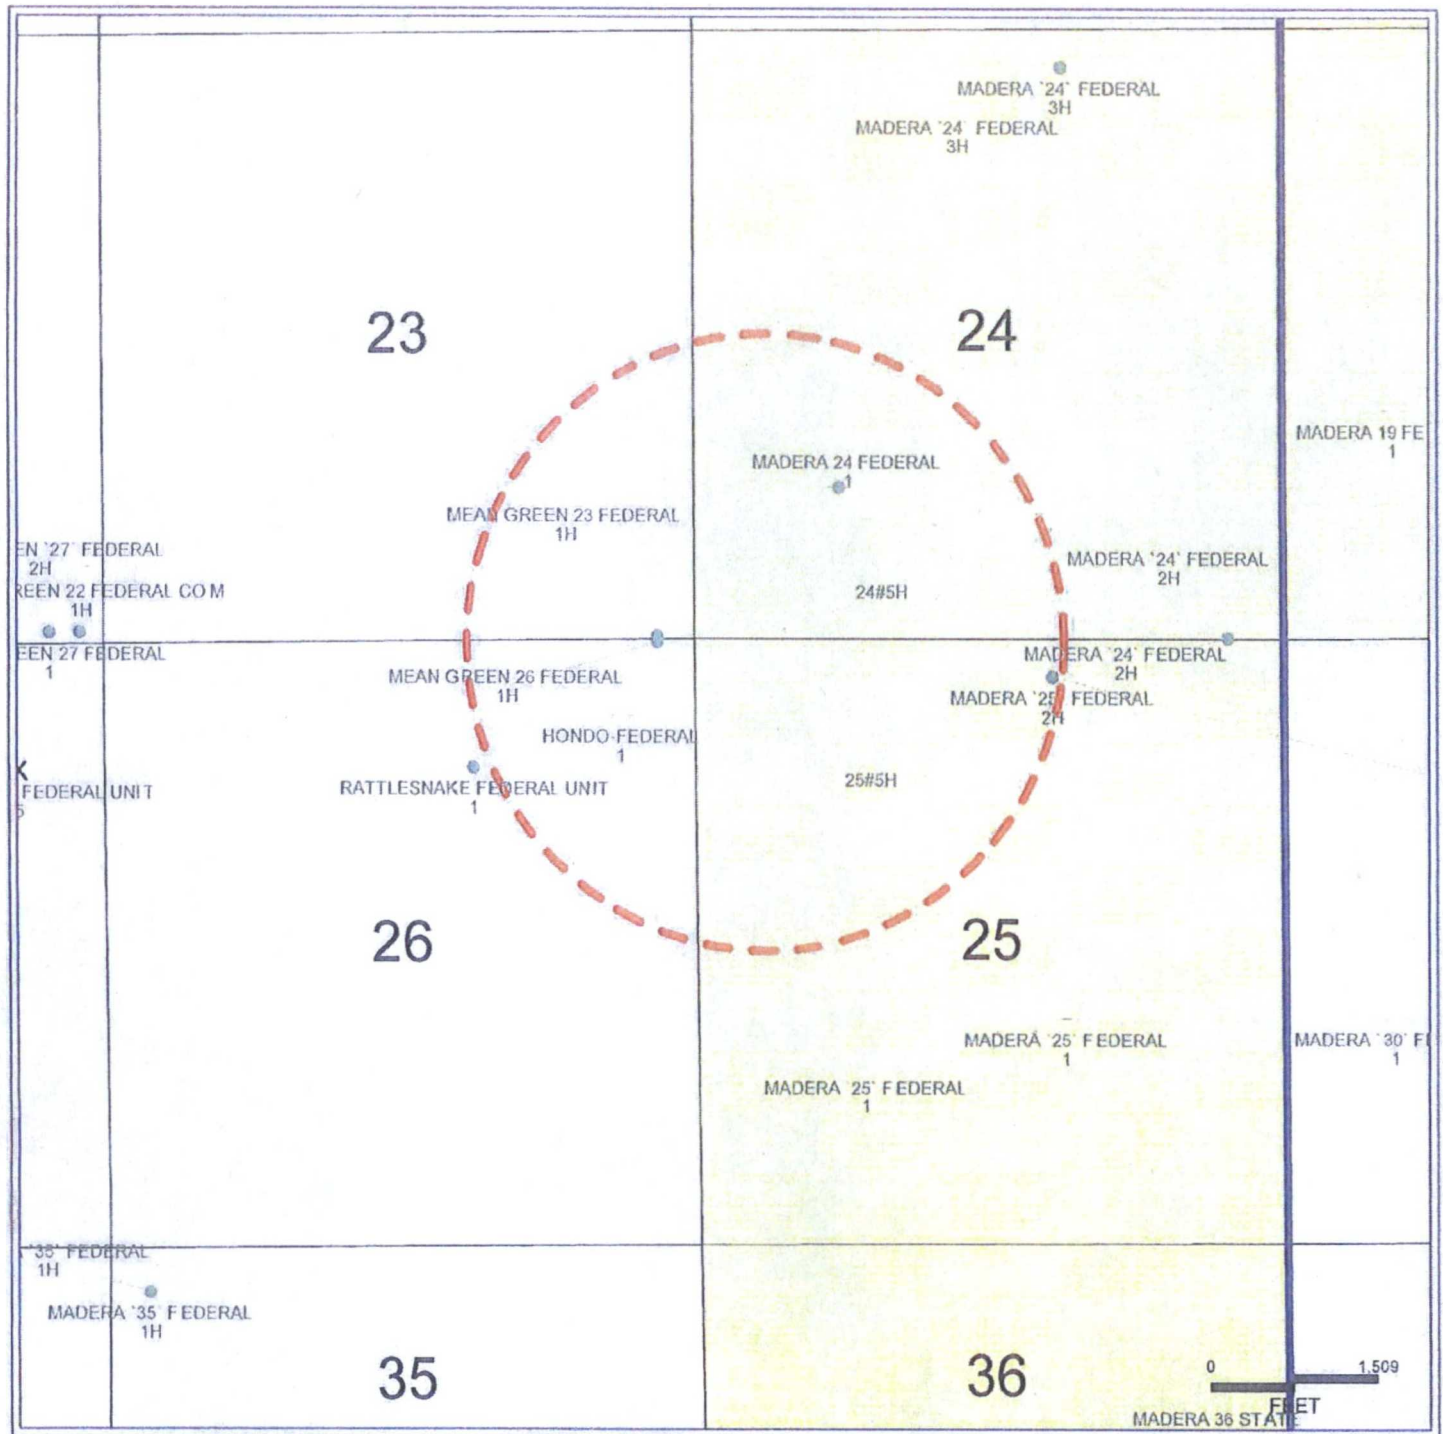 MADERA '24' FEDERAL
3H
MADERA '24' FEDERAL
3H
23
24
MADERA 19 FE
1
MADERA 24 FEDERAL
1
MEAN GREEN 23 FEDERAL
1H
EN '27' FEDERAL
2H
MADERA '24' FEDERAL
2H
REEN 22 FEDERAL COM
1H
24#5H
EEN 27 FEDERAL
1
MADERA '24' FEDERAL
2H
MEAN GREEN 26 FEDERAL
1H
MADERA '25' FEDERAL
2H
HONDO FEDERAL
1
X
FEDERAL UNIT
5
RATTLESNAKE FEDERAL UNIT
1
25#5H
26
25
MADERA '25' FEDERAL
1
MADERA '30' FE
1
MADERA '25' FEDERAL
1
'35' FEDERAL
1H
MADERA '35' FEDERAL
1H
35
36
0 1,509
FEET
MADERA 36 STATE